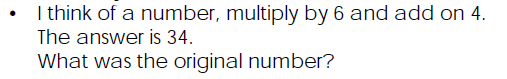 • I think of a number, multiply by 6 and add on 4.
The answer is 34.
What was the original number?